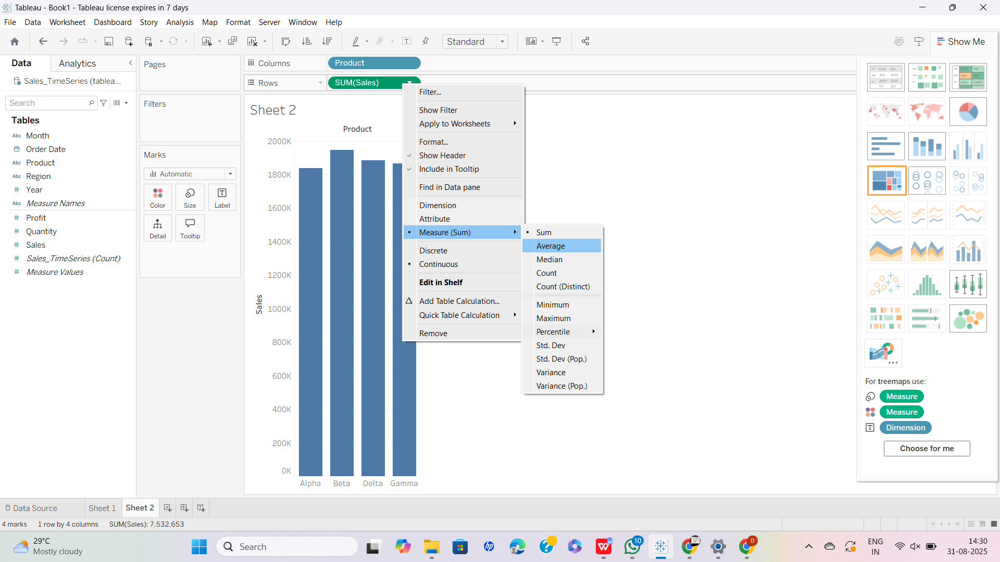 Tableau - Book1 - Tableau license expires in 7 days
File Data Worksheet Dashboard Story Analysis Map Format Server Window Help
Standard
Show Me
Data Analytics
Sales_TimeSeries (tablea...
Search
Tables
Abc Month
Order Date
Abc Product
Abc Region
Year
Abc Measure Names
Profit
Quantity
Sales
Sales_TimeSeries (Count)
Measure Values
Pages
Filters
Marks
Automatic
Color Size Label
Detail Tooltip
Columns Product
Rows SUM(Sales)
Sheet 2
Product
2000K
1800K
1600K
1400K
1200K
1000K
800K
600K
400K
200K
0K
Sales
Alpha Beta Delta Gamma
Filter...
Show Filter
Apply to Worksheets
Format...
Show Header
Include in Tooltip
Find in Data pane
Dimension
Attribute
Measure (Sum)
Discrete
Continuous
Edit in Shelf
Add Table Calculation...
Quick Table Calculation
Remove
Sum
Average
Median
Count
Count (Distinct)
Minimum
Maximum
Percentile
Std. Dev
Std. Dev (Pop.)
Variance
Variance (Pop.)
For treemaps use:
Measure
Measure
Dimension
Choose for me
Data Source Sheet 1 Sheet 2
4 marks 1 row by 4 columns SUM(Sales): 7,532,653
29°C
Mostly cloudy
Search
hp
10
D
ENG
IN
14:30
31-08-2025